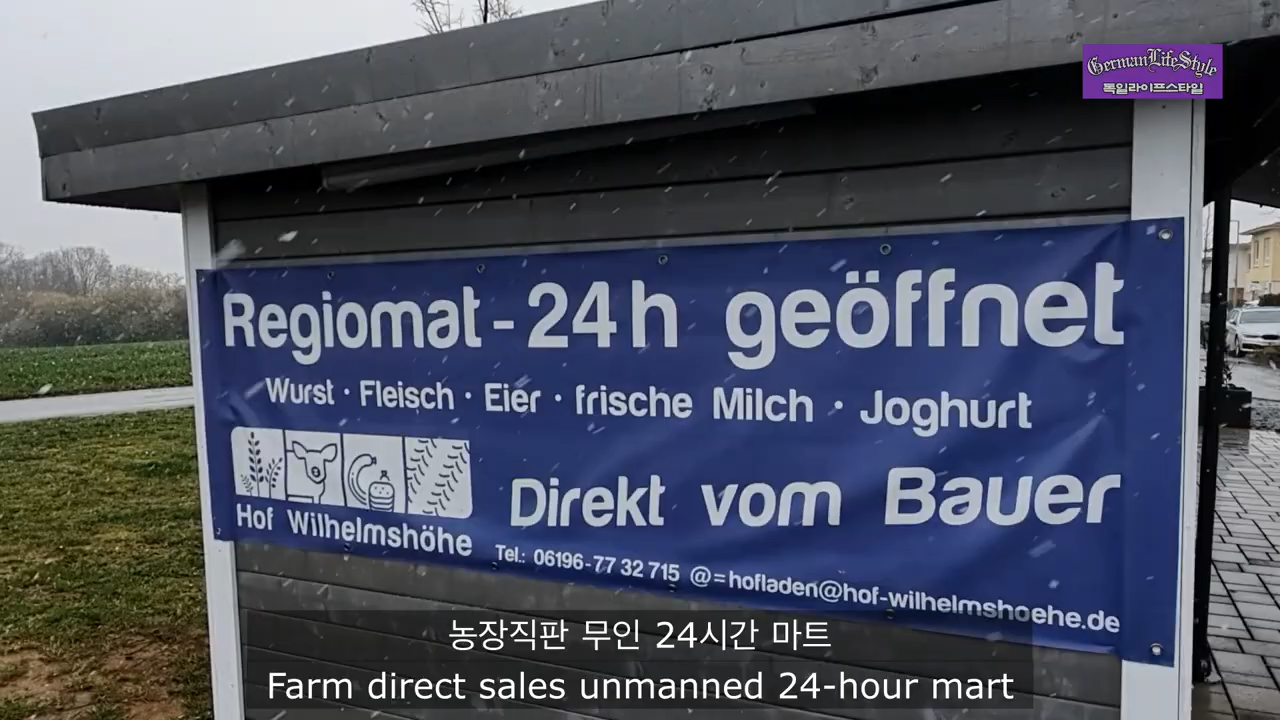 GermanLifeStyle
독일라이프스타일
Regiomat - 24h geöffnet
Wurst · Fleisch · Eier · frische Milch · Joghurt
Direkt vom Bauer
Hof Wilhelmshöhe
Tel.: 06196-77 32 715 @=hofladen@hof-wilhelmshoehe.de
농장직판 무인 24시간 마트
Farm direct sales unmanned 24-hour mart